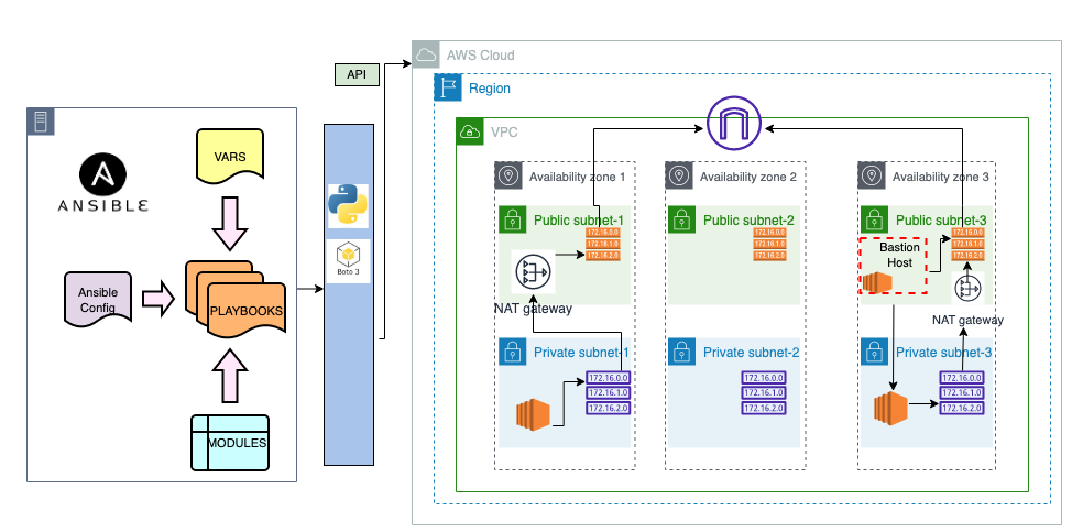 AWS Cloud
API
Region
VPC
VARS
ANSIBLE
Availability zone 1
Availability zone 2
Availability zone 3
Public subnet-1
172.16.0.0
172.16.1.0
172.16.2.0
Public subnet-2
172.16.0.0
172.16.1.0
172.16.2.0
Public subnet-3
172.16.0.0
172.16.1.0
172.16.2.0
Bastion
Host
Boto 3
Ansible
Config
PLAYBOOKS
NAT gateway
NAT gateway
Private subnet-1
172.16.0.0
172.16.1.0
172.16.2.0
Private subnet-2
172.16.0.0
172.16.1.0
172.16.2.0
Private subnet-3
172.16.0.0
172.16.1.0
172.16.2.0
MODULES